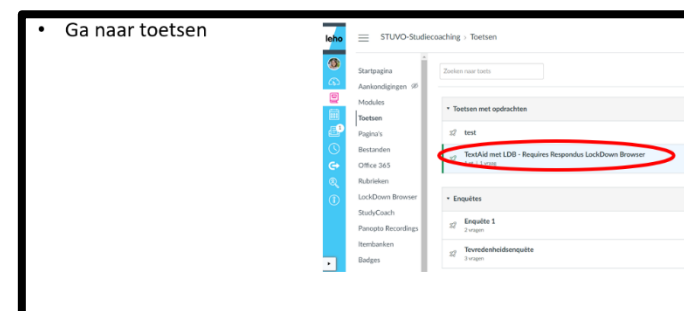 • Ga naar toetsen
leho
STUVO-Studiecoaching > Toetsen
Startpagina
Aankondigingen
Modules
Toetsen
Pagina's
Bestanden
Office 365
Rubrieken
LockDown Browser
StudyCoach
Panopto Recordings
Itembanken
Badges
Zoeken naar toets
Toetsen met opdrachten
test
TextAid met LDB - Requires Respondus LockDown Browser
Enquêtes
Enquête 1
2 vragen
Tevredenheidsenquête
3 vragen